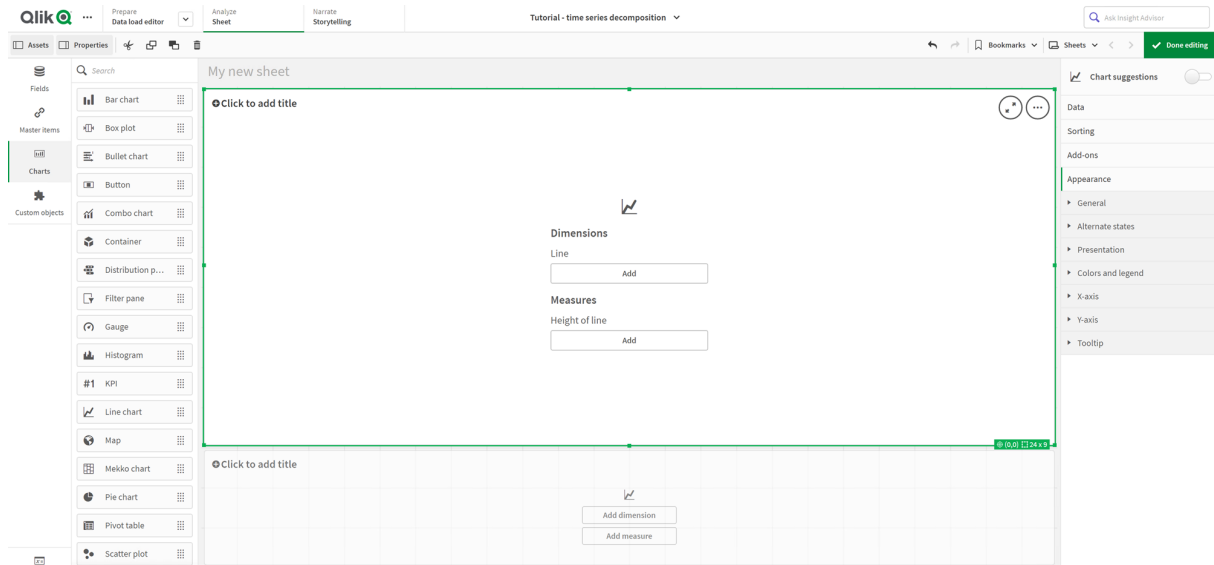 Qlik
Prepare
Data load editor
Analyze
Sheet
Narrate
Storytelling
Tutorial - time series decomposition
Ask Insight Advisor
Assets
Properties
Bookmarks
Sheets
Done editing
Fields
Master items
Charts
Custom objects
Search
Bar chart
Box plot
Bullet chart
Button
Combo chart
Container
Distribution p...
Filter pane
Gauge
Histogram
#1 KPI
Line chart
Map
Mekko chart
Pie chart
Pivot table
Scatter plot
My new sheet
Click to add title
Dimensions
Line
Add
Measures
Height of line
Add
(0,0) 24 x 9
Click to add title
Add dimension
Add measure
Chart suggestions
Data
Sorting
Add-ons
Appearance
General
Alternate states
Presentation
Colors and legend
X-axis
Y-axis
Tooltip